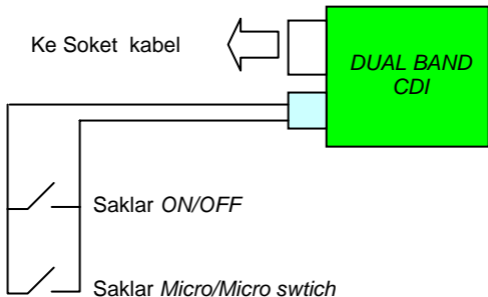 Ke Soket kabel
DUAL BAND
CDI
Saklar ON/OFF
Saklar Micro/Micro swtich